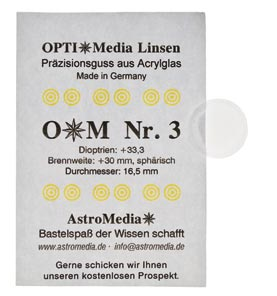 OPTI✷Media Linsen
Präzisionsguss aus Acrylglas
Made in Germany
O✷M Nr. 3
Dioptrien: +33,3
Brennweite: +30 mm, sphärisch
Durchmesser: 16,5 mm
AstroMedia✷
Bastelspaß der Wissen schafft
www.astromedia.de · info@astromedia.de
Gerne schicken wir Ihnen
unseren kostenlosen Prospekt.